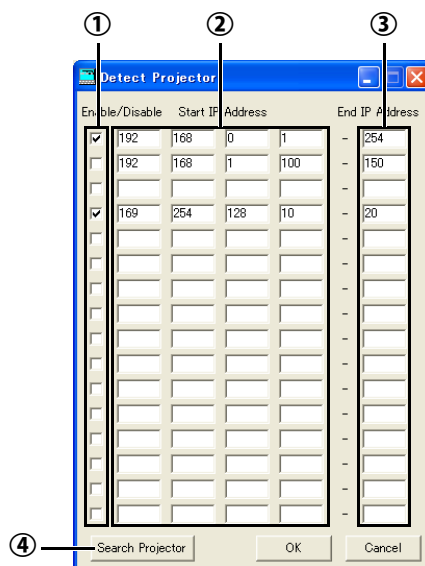 ① ② ③
Detect Projector
Enable/Disable Start IP Address End IP Address
192 168 0 1 - 254
192 168 1 100 - 150
-
169 254 128 10 - 20
-
-
-
-
-
-
-
-
-
-
-
-
④ Search Projector OK Cancel